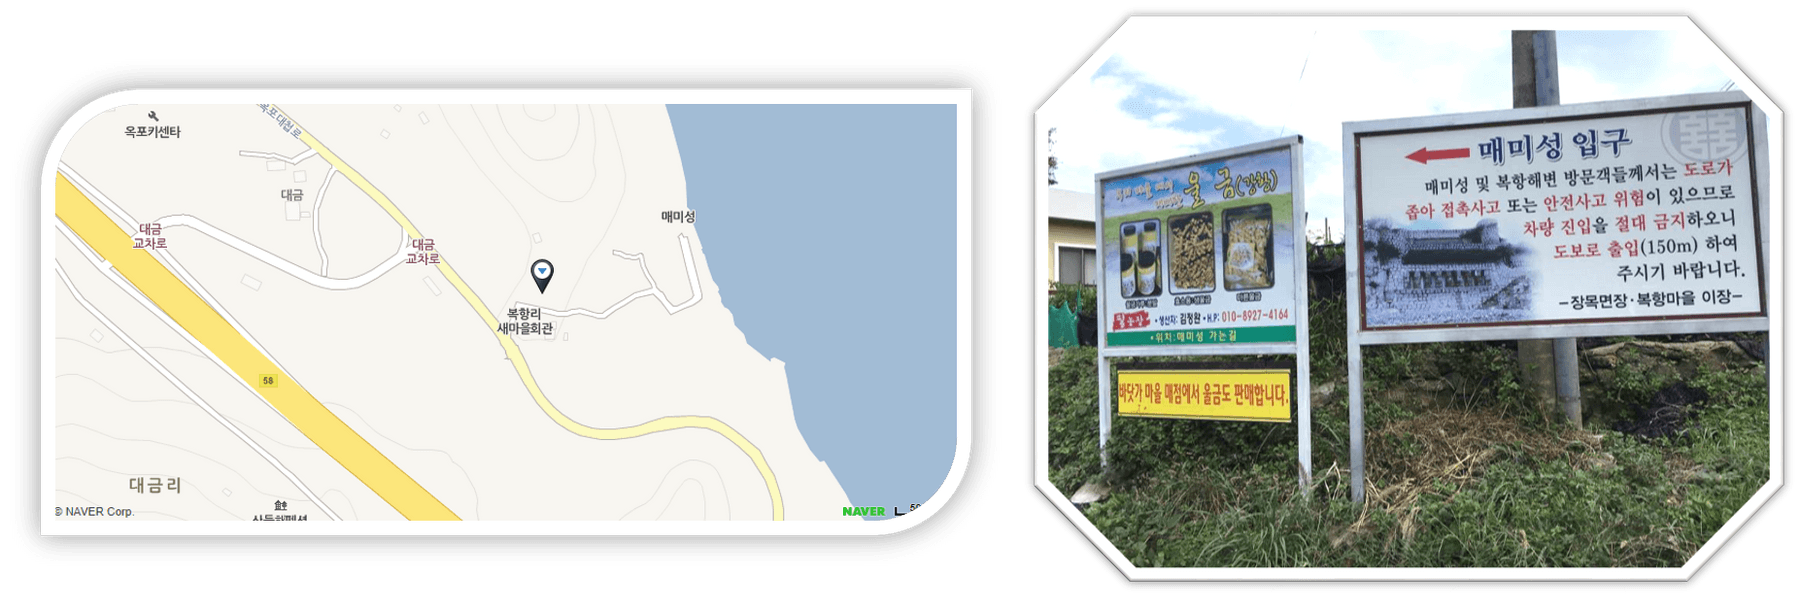 옥포대첩로
옥포카센타
대금
대금
교차로
대금
교차로
매미성
복항리
새마을회관
58
대금리
© NAVER Corp.
NAVER
울금(강황)
생산자: 김정환 • H.P: 010-8927-4164
• 위치: 매미성 가는길
바닷가 마을 매점에서 울금도 판매합니다.
매미성 입구
매미성 및 복항해변 방문객들께서는 도로가
좁아 접촉사고 또는 안전사고 위험이 있으므로
차량 진입을 절대 금지하오니
도보로 출입(150m) 하여
주시기 바랍니다.
-장목면장·복항마을 이장-